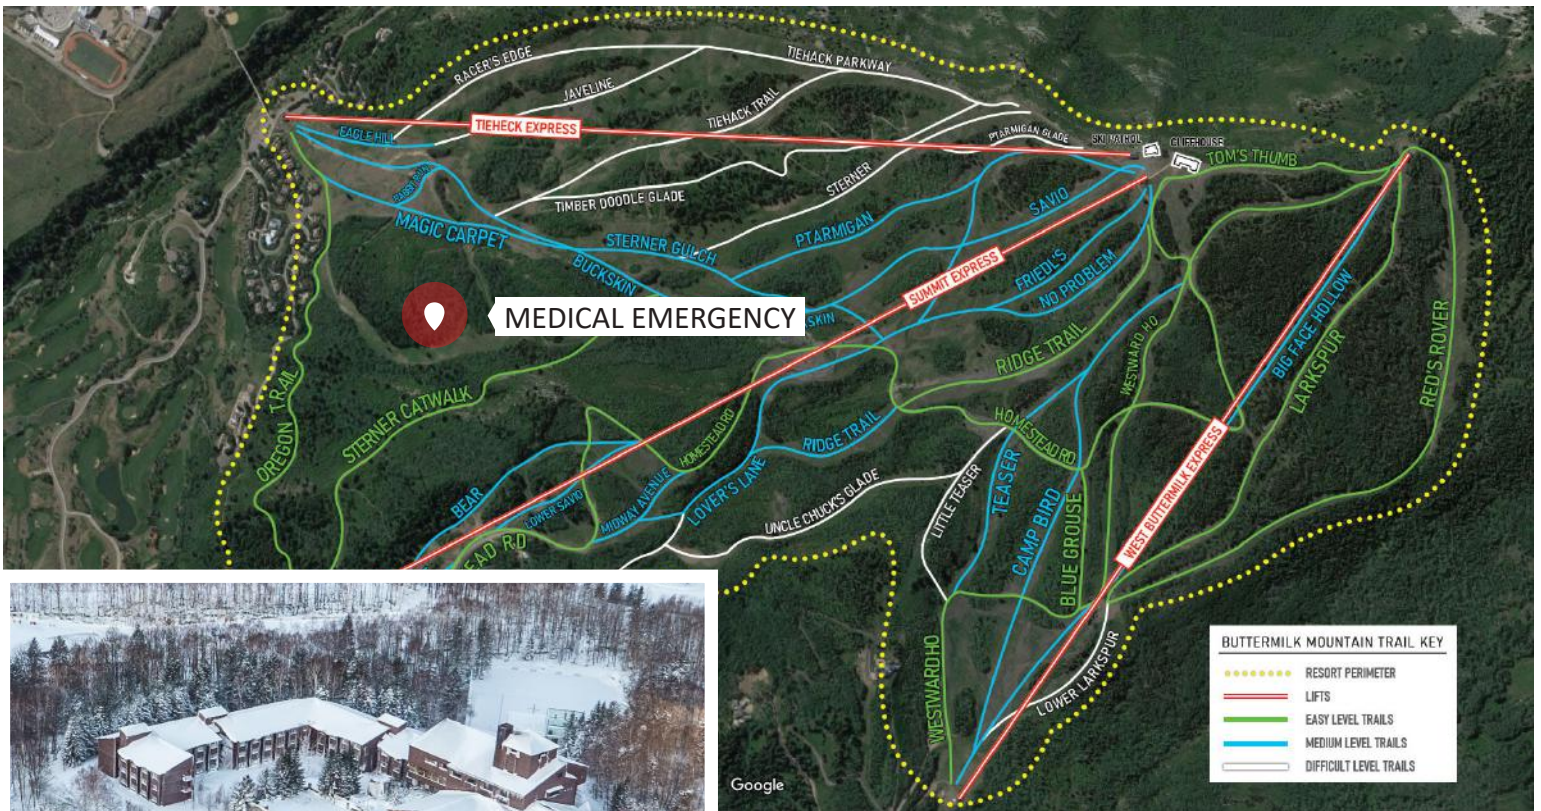 RACER'S EDGE
TIEHACK PARKWAY
JAVELINE
TIEHACK TRAIL
TIEHECK EXPRESS
EAGLE HILL
PTARMIGAN GLADE
SKI PATROL
CLIFFHOUSE
TOM'S THUMB
TIMBER DOODLE GLADE
STERNER
MAGIC CARPET
STERNER GULCH
PTARMIGAN
SAVIO
BUCKSKIN
SUMMIT EXPRESS
FRIEDL'S
NO PROBLEM
MEDICAL EMERGENCY
SKIN
RIDGE TRAIL
WESTWARD HO
BIG FACE HOLLOW
LARKSPUR
RED'S ROVER
OREGON TRAIL
STERNER CATWALK
HOMESTEAD RD
RIDGE TRAIL
HOMESTEAD RD
WEST BUTTERMILK EXPRESS
BEAR
LOWER SAVIO
MIDWAY AVENUE
LOVER'S LANE
UNCLE CHUCK'S GLADE
LITTLE TEASER
TEASER
CAMP BIRD
BLUE GROUSE
EAD RD
WESTWARD HO
LOWER LARKSPUR
Google
BUTTERMILK MOUNTAIN TRAIL KEY
RESORT PERIMETER
LIFTS
EASY LEVEL TRAILS
MEDIUM LEVEL TRAILS
DIFFICULT LEVEL TRAILS